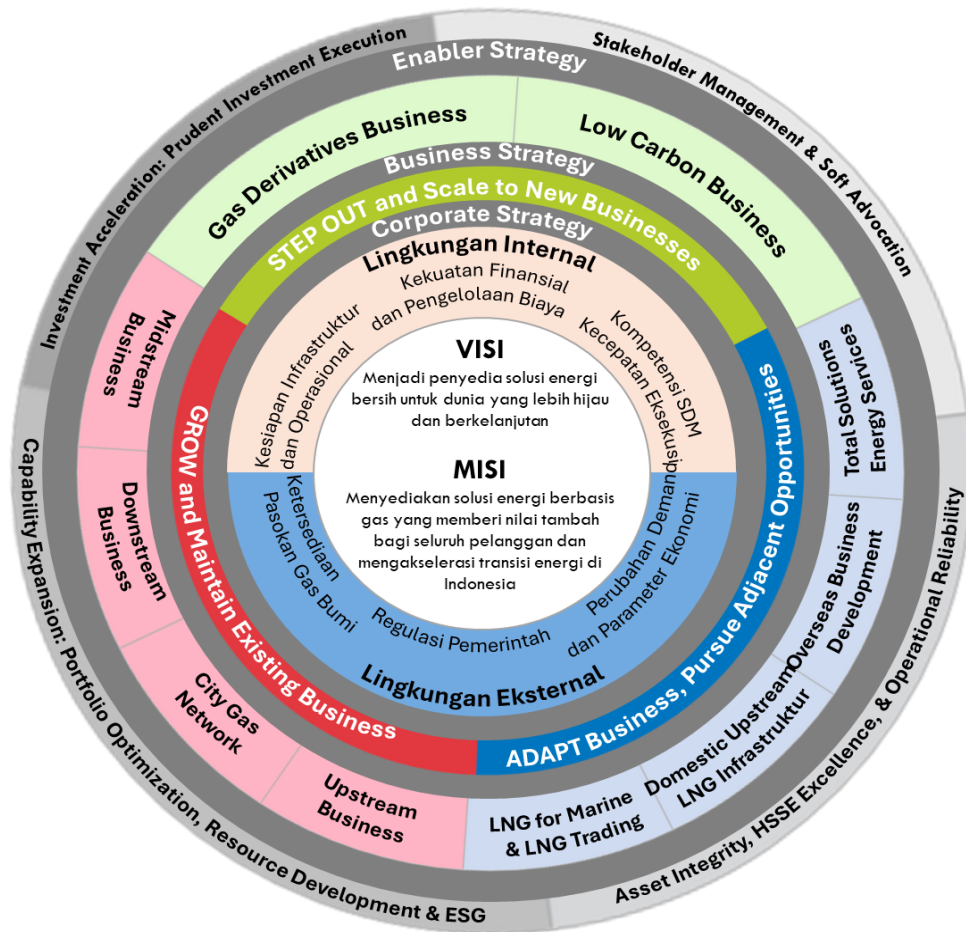 Investment Acceleration: Prudent Investment Execution
Stakeholder Management & Soft Advocation
Enabler Strategy
Gas Derivatives Business
Low Carbon Business
Business Strategy
STEP OUT and Scale to New Businesses
Corporate Strategy
Lingkungan Internal
Kekuatan Finansial
dan Pengelolaan Biaya
Kesiapan Infrastruktur
dan Operasional
Kompetensi SDM
Kecepatan Eksekusi
VISI
Menjadi penyedia solusi energi
bersih untuk dunia yang lebih hijau
dan berkelanjutan
MISI
Menyediakan solusi energi berbasis
gas yang memberi nilai tambah
bagi seluruh pelanggan dan
mengakselerasi transisi energi di
Indonesia
Ketersediaan
Pasokan Gas Bumi
Regulasi Pemerintah
Perubahan Demand
dan Parameter Ekonomi
Lingkungan Eksternal
GROW and Maintain Existing Business
ADAPT Business, Pursue Adjacent Opportunities
Midstream
Business
Downstream
Business
City Gas
Network
Upstream
Business
Total Solutions
Energy Services
Overseas Business
Development
Domestic Upstream
LNG Infrastruktur
LNG for Marine
& LNG Trading
Capability Expansion: Portfolio Optimization, Resource Development & ESG
Asset Integrity, HSSE Excellence, & Operational Reliability